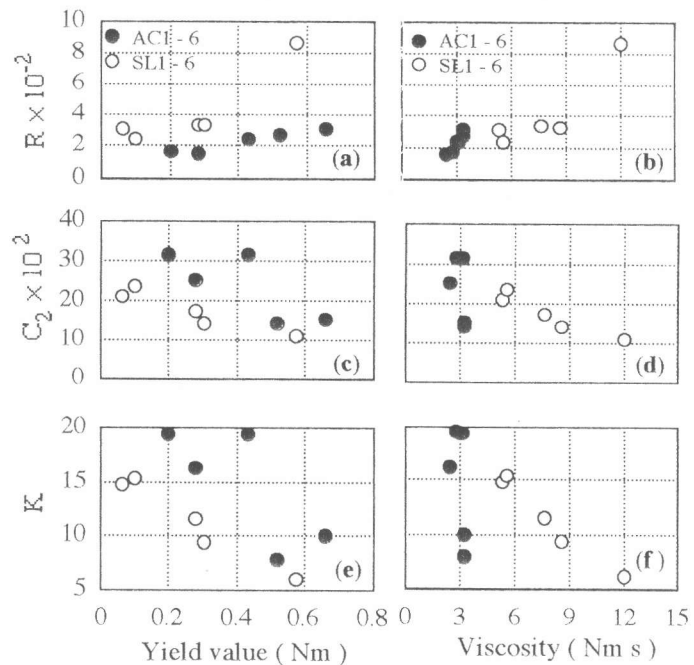 10
8
6
4
2
0
R × 10⁻²
AC1 - 6
SL1 - 6
(a)
AC1 - 6
SL1 - 6
(b)
40
30
20
10
0
C₂ × 10²
(c)
(d)
20
15
10
5
K
(e)
(f)
0 0.2 0.4 0.6 0.8
0 3 6 9 12 15
Yield value ( Nm )
Viscosity ( Nm s )